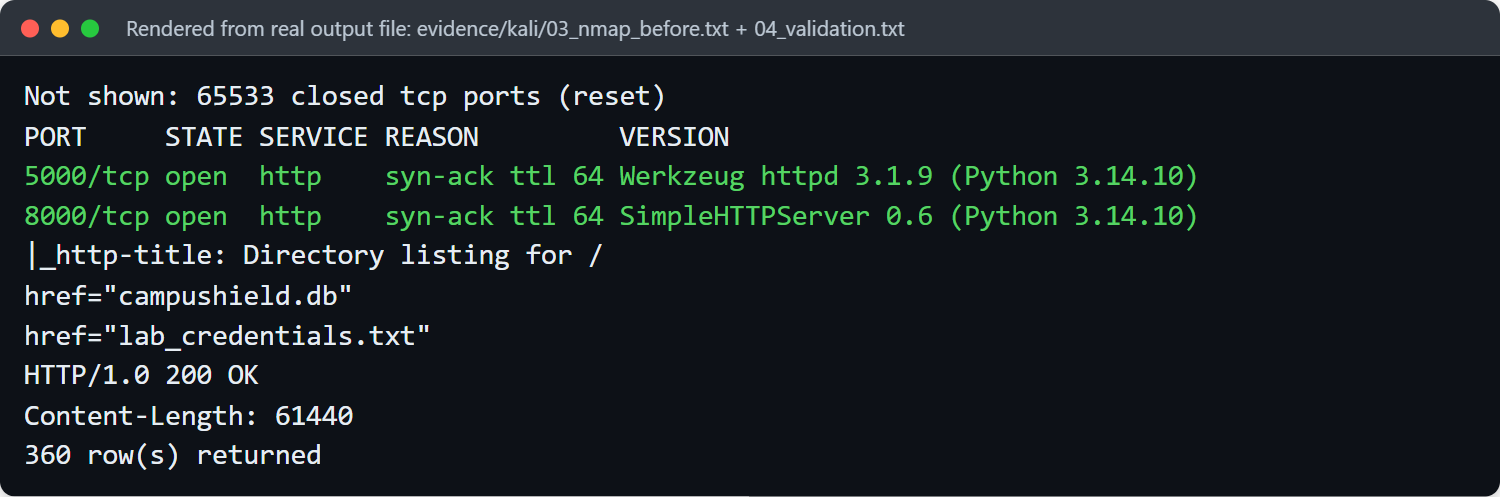 Rendered from real output file: evidence/kali/03_nmap_before.txt + 04_validation.txt
Not shown: 65533 closed tcp ports (reset)
PORT     STATE SERVICE REASON         VERSION
5000/tcp open  http    syn-ack ttl 64 Werkzeug httpd 3.1.9 (Python 3.14.10)
8000/tcp open  http    syn-ack ttl 64 SimpleHTTPServer 0.6 (Python 3.14.10)
|_http-title: Directory listing for /
href="campushield.db"
href="lab_credentials.txt"
HTTP/1.0 200 OK
Content-Length: 61440
360 row(s) returned